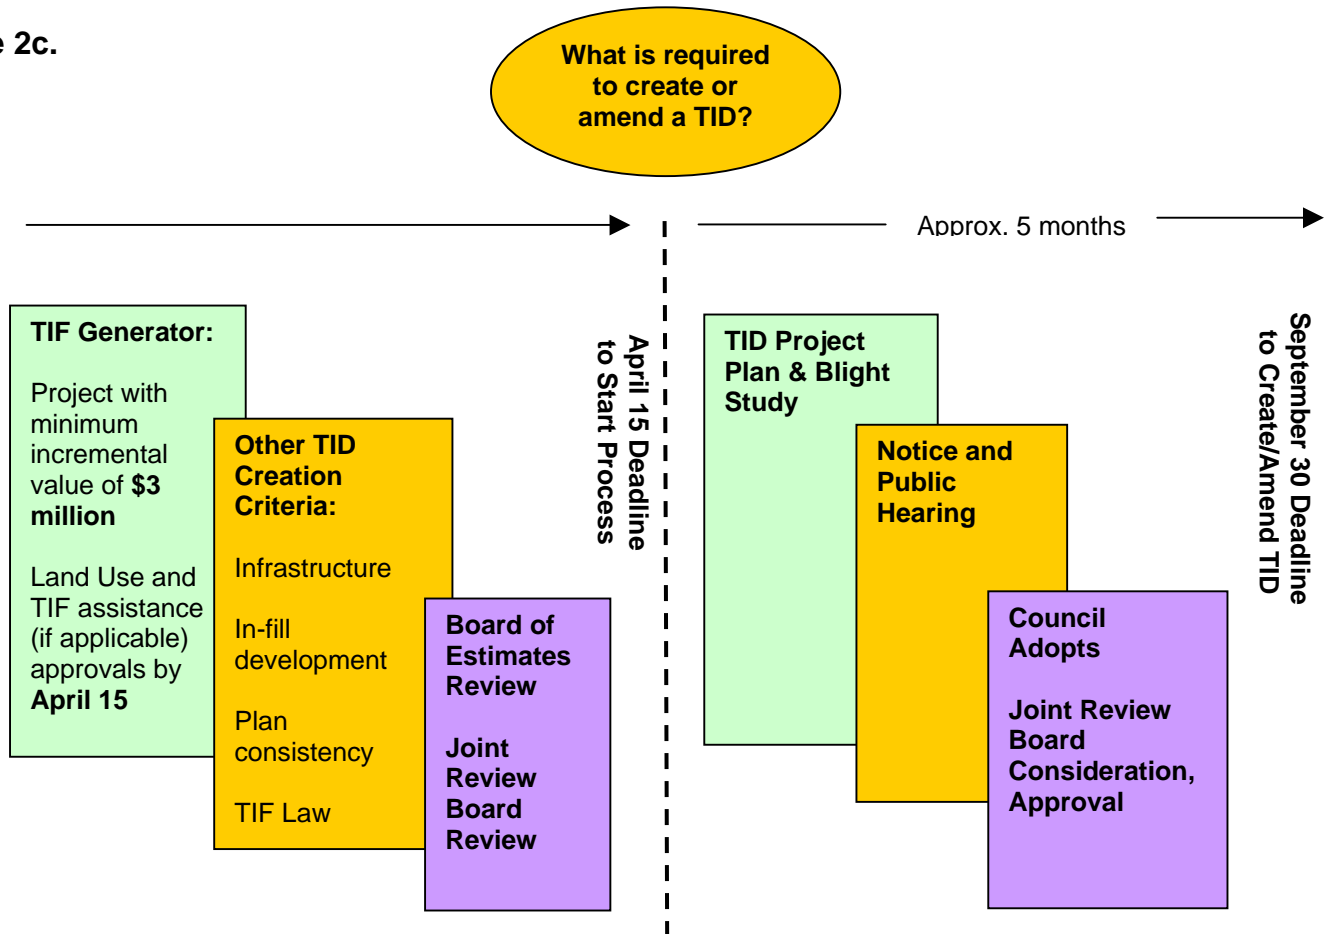 2c.
What is required
to create or
amend a TID?
Approx. 5 months
TIF Generator:
Project with
minimum
incremental
value of $3
million
Land Use and
TIF assistance
(if applicable)
approvals by
April 15
Other TID
Creation
Criteria:
Infrastructure
In-fill
development
Plan
consistency
TIF Law
Board of
Estimates
Review
Joint
Review
Board
Review
April 15 Deadline
to Start Process
TID Project
Plan & Blight
Study
Notice and
Public
Hearing
Council
Adopts
Joint Review
Board
Consideration,
Approval
September 30 Deadline
to Create/Amend TID